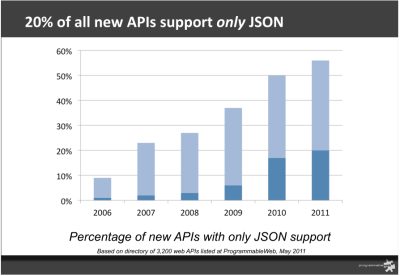 20% of all new APIs support only JSON
60%
50%
40%
30%
20%
10%
0%
2006 2007 2008 2009 2010 2011
Percentage of new APIs with only JSON support
Based on directory of 3,200 web APIs listed at ProgrammableWeb, May 2011
programmableweb